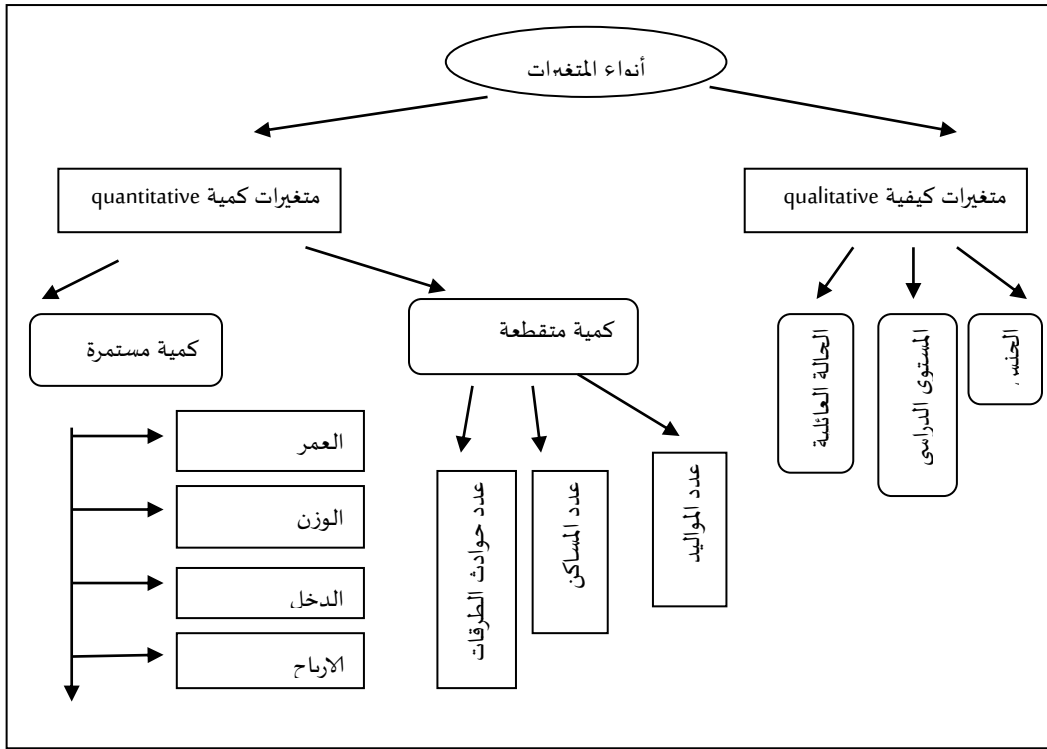 أنواع المتغيرات
متغيرات كيفية qualitative
متغيرات كمية quantitative
الجنس
المستوى الدراسي
الحالة العائلية
كمية متقطعة
كمية مستمرة
عدد المواليد
عدد المساكن
عدد حوادث الطرقات
العمر
الوزن
الدخل
الارباح